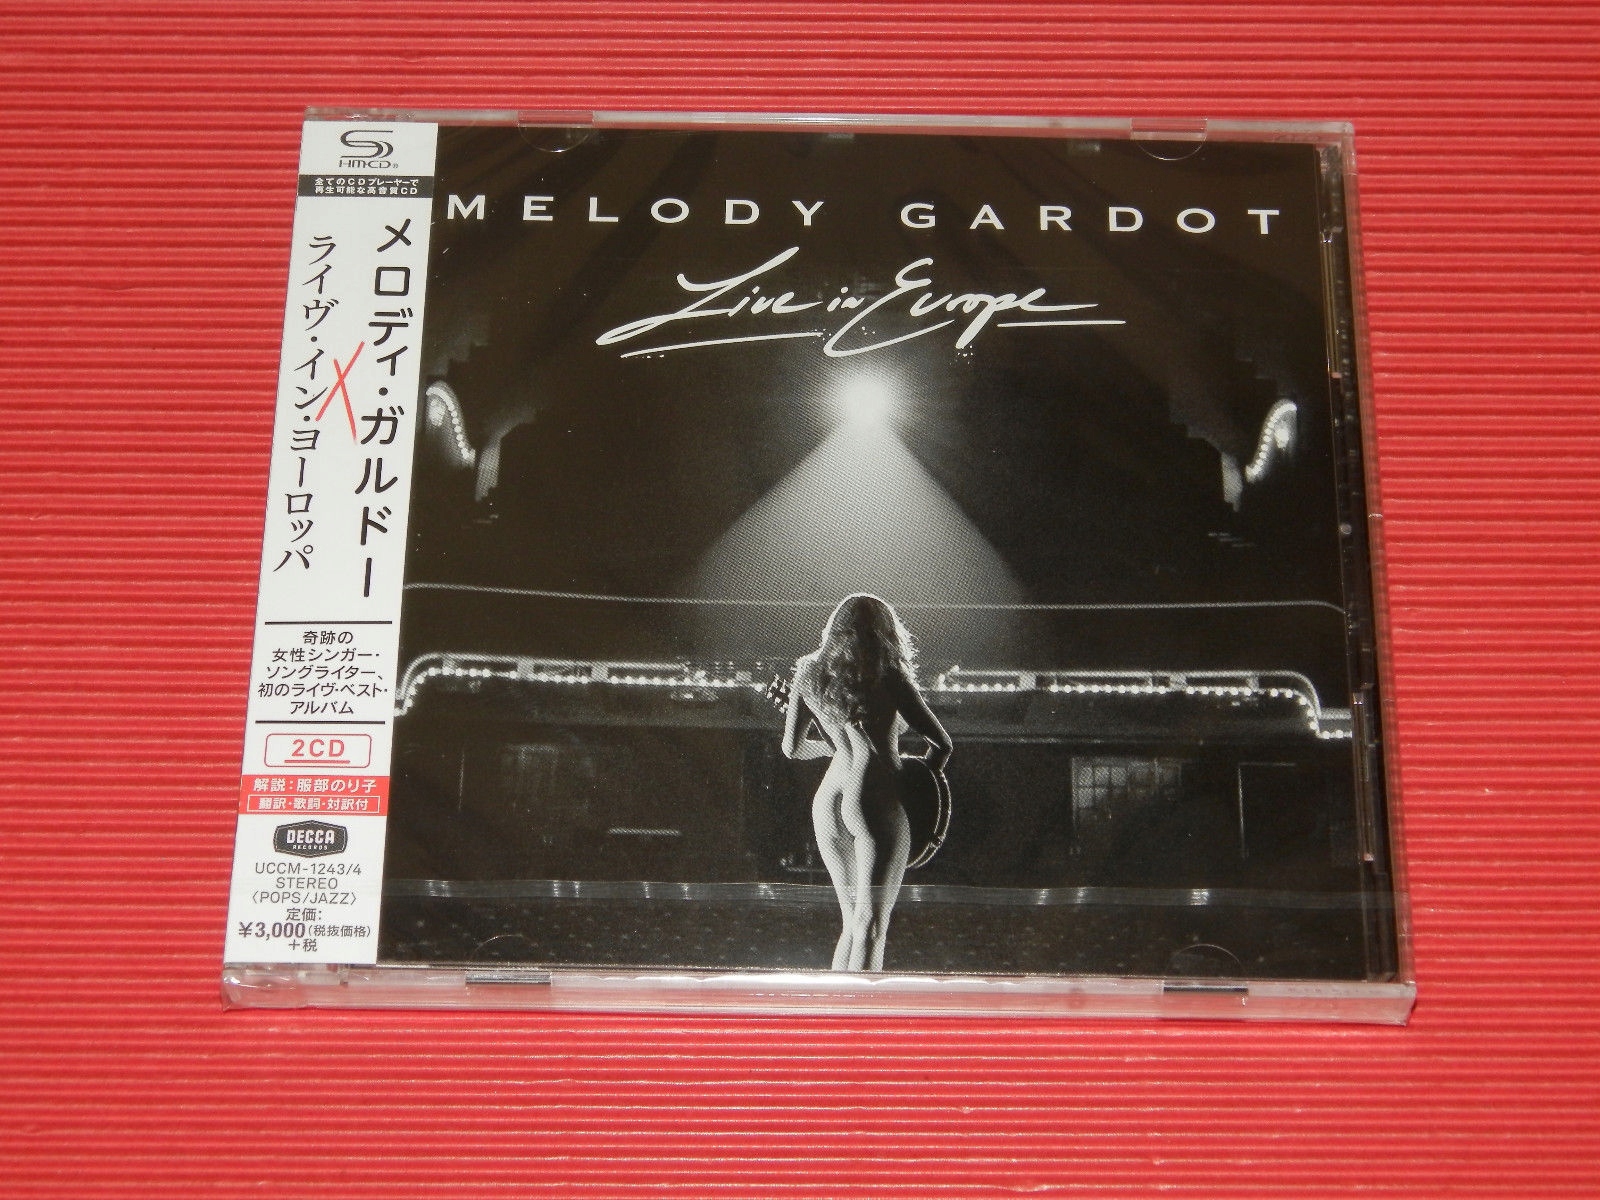 SHM-CD®
全てのCDプレーヤーで
再生可能な高音質CD
メロディ・ガルドー
ライヴ・イン・ヨーロッパ
奇跡の
女性シンガー・
ソングライター、
初のライヴ・ベスト・
アルバム
2CD
解説：服部のり子
翻訳・歌詞・対訳付
DECCA
RECORDS
UCCM-1243/4
STEREO
〈POPS/JAZZ〉
定価：
¥3,000(税抜価格)
+税
MELODY GARDOT
Live in Europe